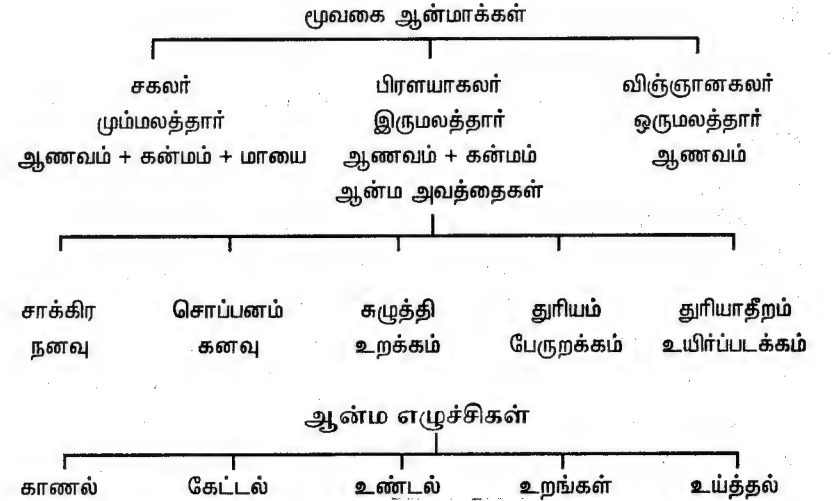 மூவகை ஆன்மாக்கள்
சகலர் பிரளயாகலர் விஞ்ஞானகலர்
மும்மலத்தார் இருமலத்தார் ஒருமலத்தார்
ஆணவம் + கன்மம் + மாயை ஆணவம் + கன்மம் ஆணவம்
ஆன்ம அவத்தைகள்
சாக்கிர சொப்பனம் சுழுத்தி துரியம் துரியாதீறம்
நனவு கனவு உறக்கம் பேருறக்கம் உயிர்ப்படக்கம்
ஆன்ம எழுச்சிகள்
காணல் கேட்டல் உண்டல் உறங்கள் உய்த்தல்